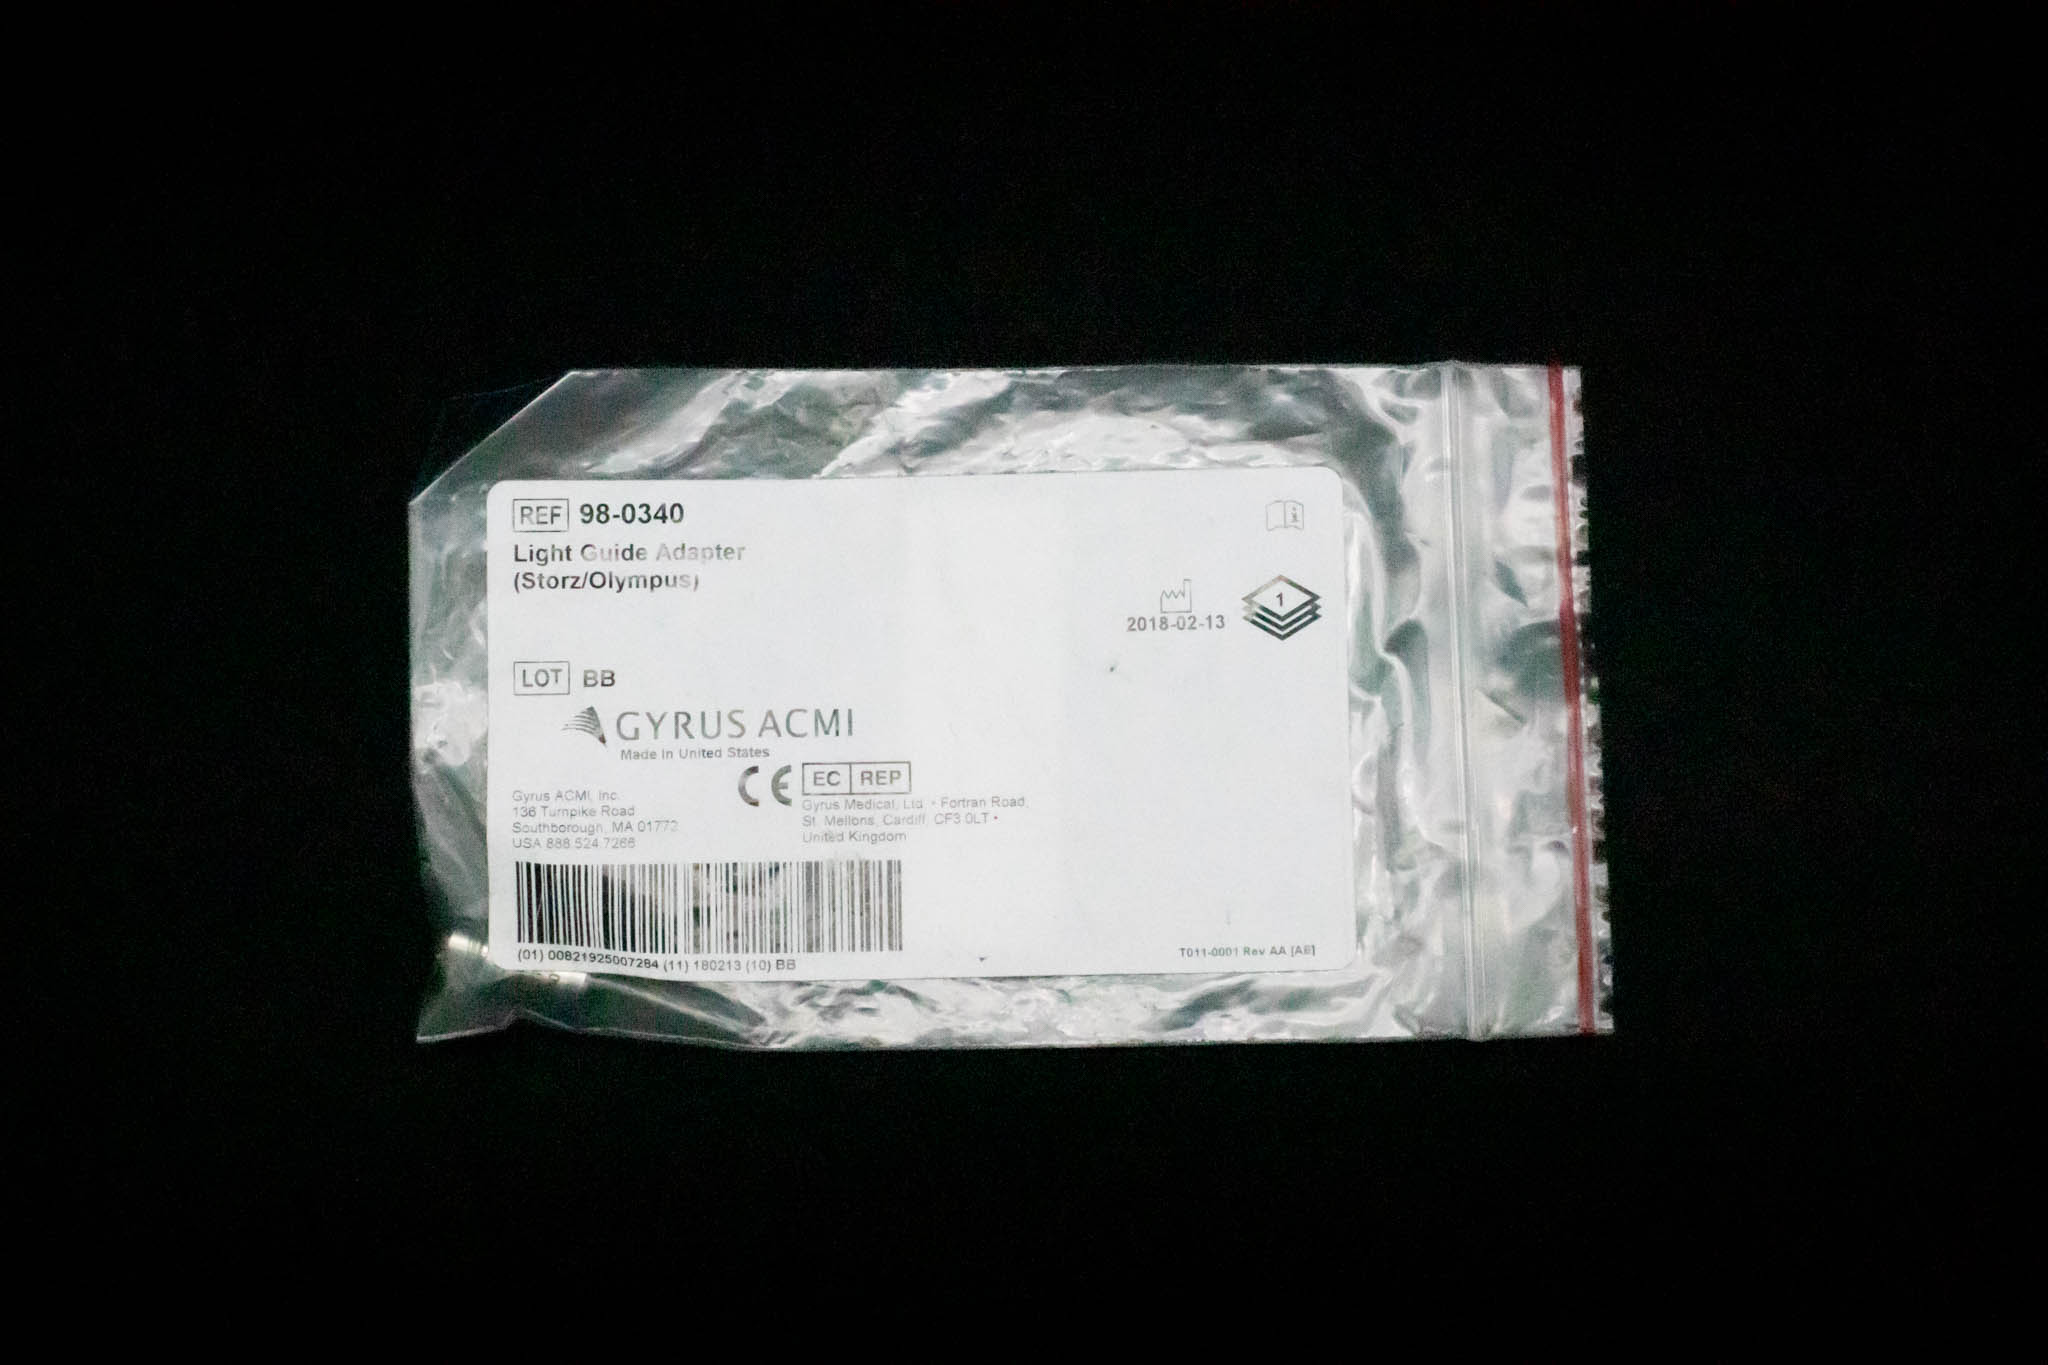 REF 98-0340
Light Guide Adapter
(Storz/Olympus)
1
2018-02-13
LOT BB
GYRUS ACMI
Made in United States
CE EC REP
Gyrus ACMI, Inc.
136 Turnpike Road
Southborough, MA 01772
USA 888.524.7266
Gyrus Medical, Ltd. • Fortran Road,
St. Mellons, Cardiff, CF3 0LT •
United Kingdom
(01) 00821925007284 (11) 180213 (10) BB
T011-0001 Rev AA [AB]